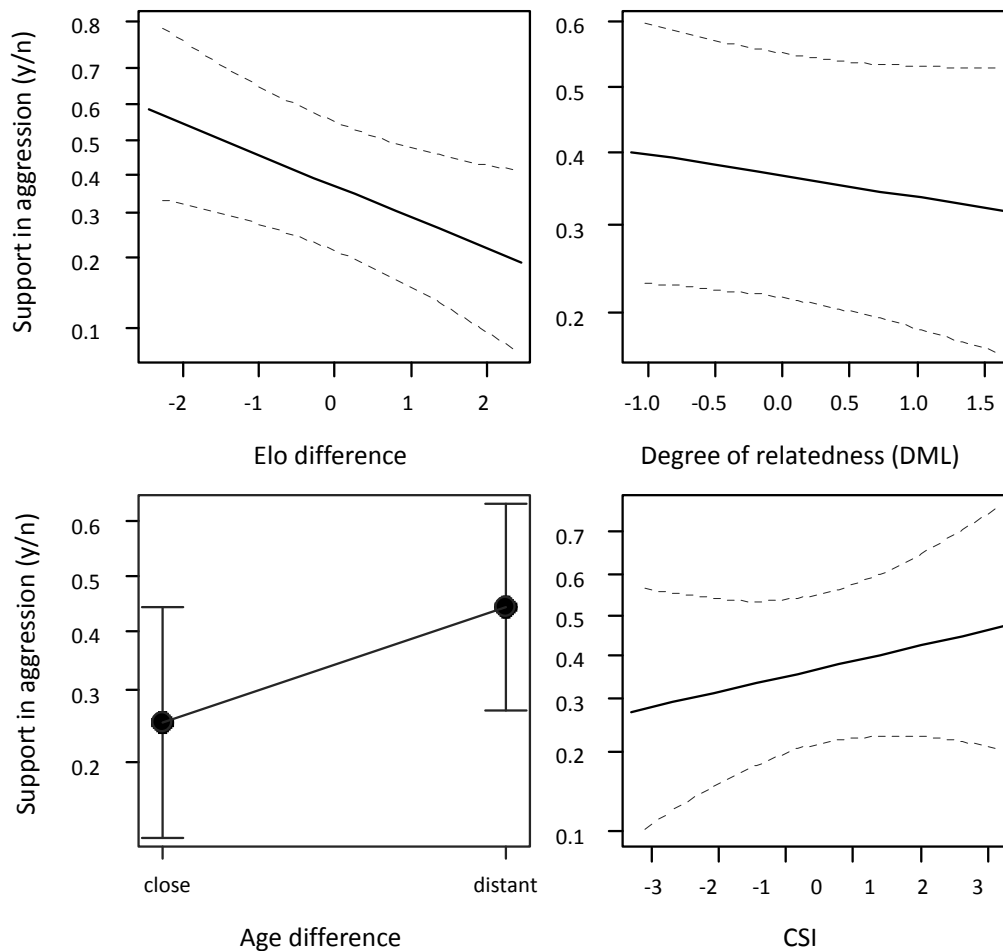 Support in aggression (y/n)
0.8
0.7
0.6
0.5
0.4
0.3
0.2
0.1
-2 -1 0 1 2
Elo difference
0.6
0.5
0.4
0.3
0.2
-1.0 -0.5 0.0 0.5 1.0 1.5
Degree of relatedness (DML)
Support in aggression (y/n)
0.6
0.5
0.4
0.3
0.2
close distant
Age difference
0.7
0.6
0.5
0.4
0.3
0.2
0.1
-3 -2 -1 0 1 2 3
CSI